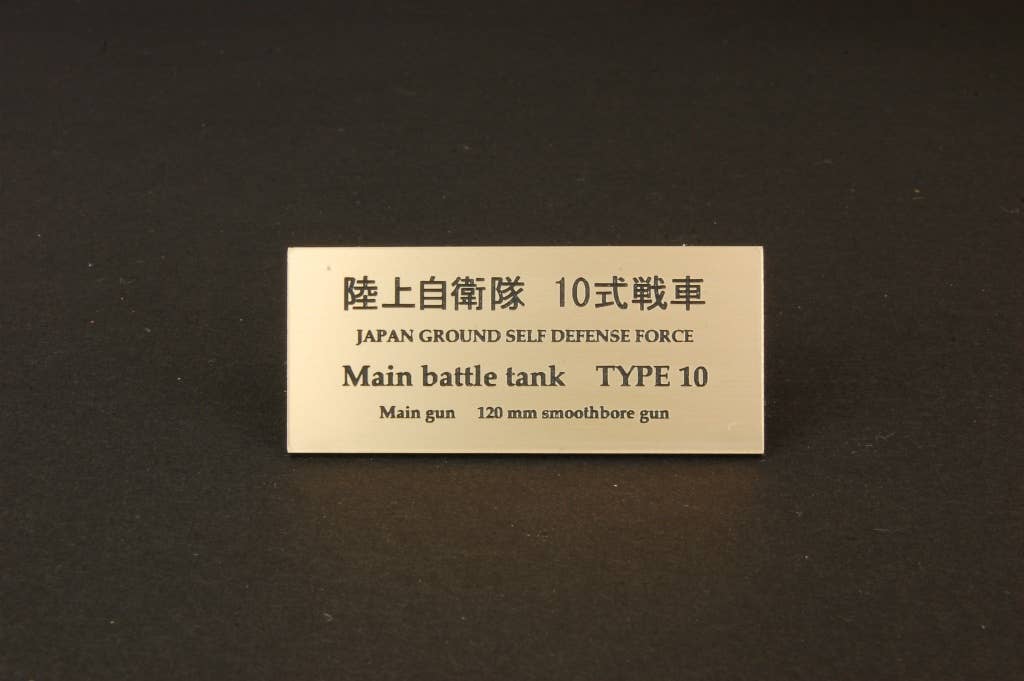 陸上自衛隊　10式戦車
JAPAN GROUND SELF DEFENSE FORCE
Main battle tank　TYPE 10
Main gun　120 mm smoothbore gun